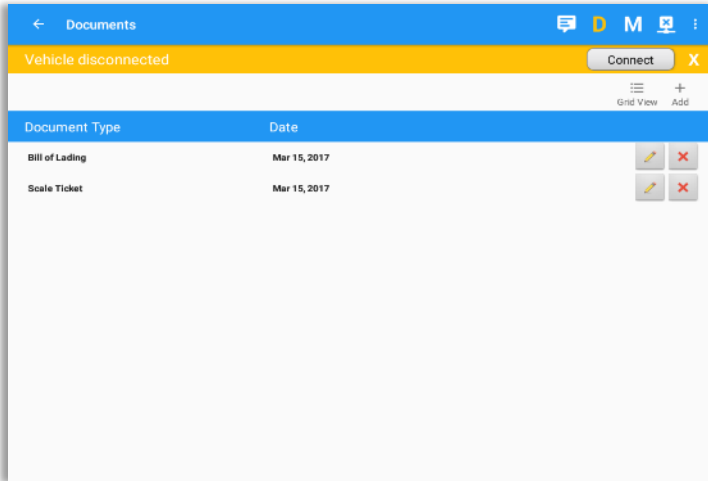 Documents D M
Vehicle disconnected Connect X
Grid View Add
Document Type Date
Bill of Lading Mar 15, 2017
Scale Ticket Mar 15, 2017